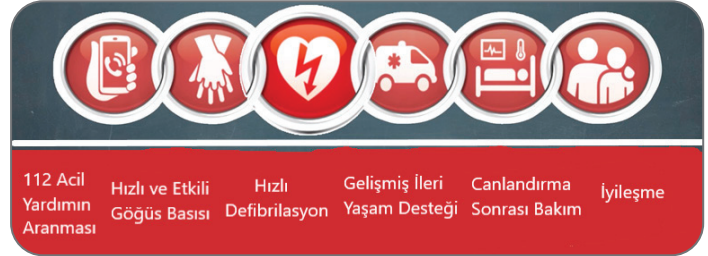 112 Acil
Yardımın
Aranması
Hızlı ve Etkili
Göğüs Basısı
Hızlı
Defibrilasyon
Gelişmiş İleri
Yaşam Desteği
Canlandırma
Sonrası Bakım
İyileşme